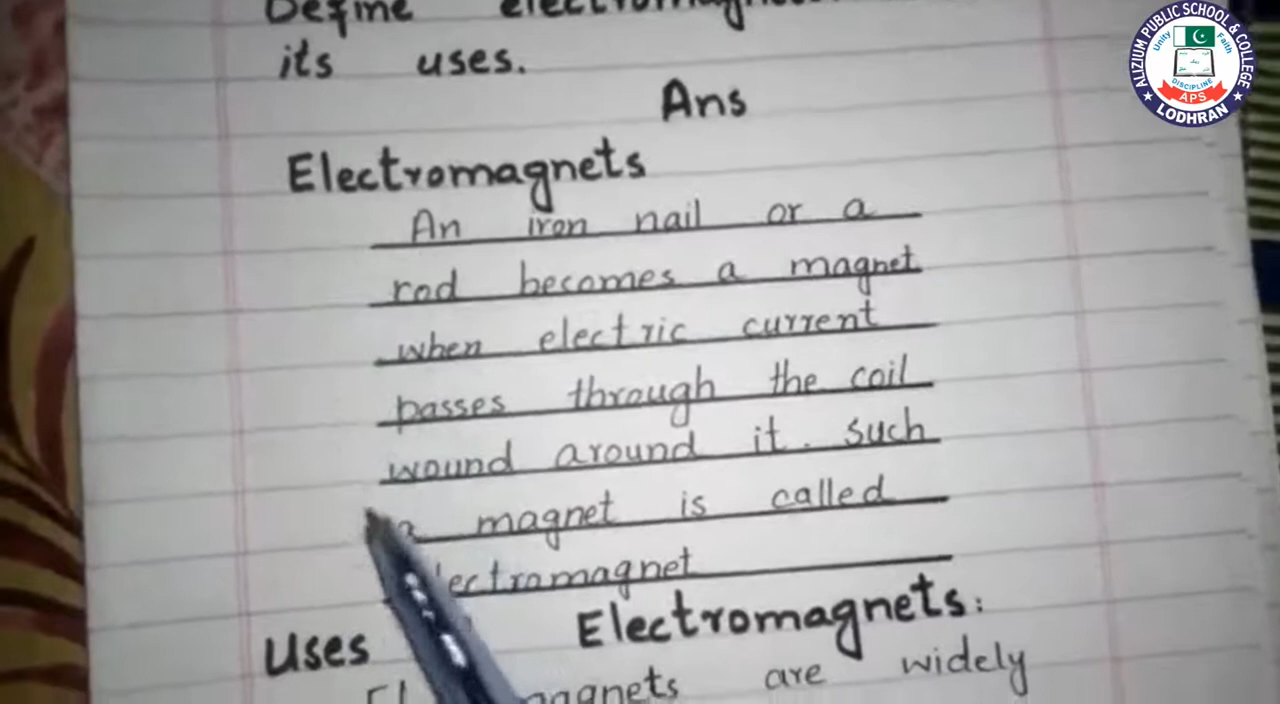 Define
its uses.
Ans
Electromagnets
An iron nail or a
rod becomes a magnet
when electric current
passes through the coil
wound around it. such
a magnet is called
electromagnet
Uses Electromagnets:
are widely
ALIZIUM PUBLIC SCHOOL & COLLEGE
Unity Faith
DISCIPLINE
APS
LODHRAN